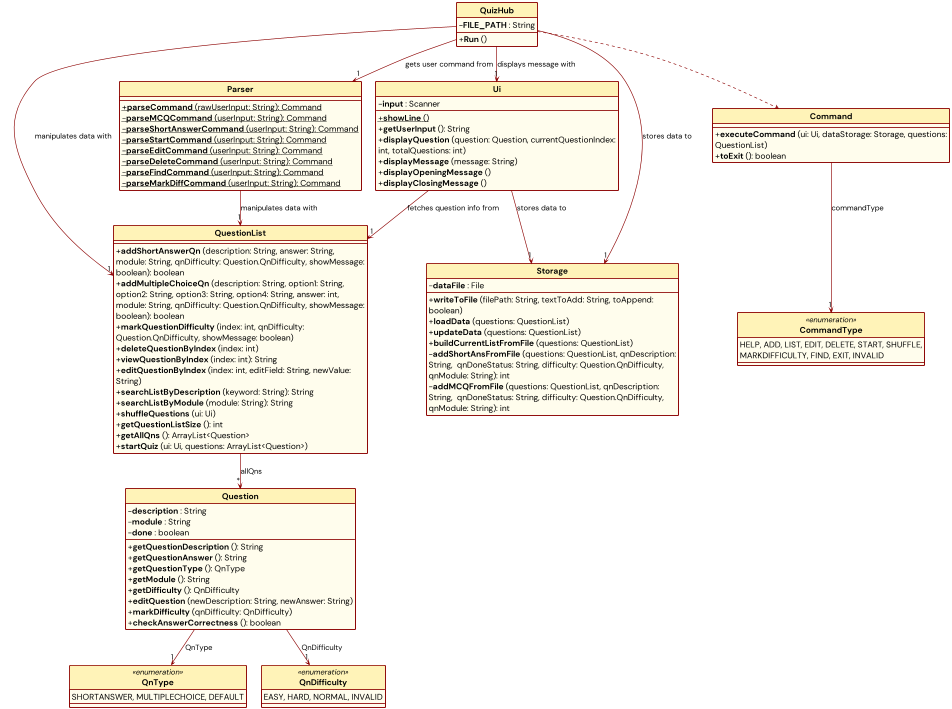 QuizHub
-FILE_PATH : String
+Run ()
gets user command from
displays message with
1
1
manipulates data with
stores data to
Parser
+parseCommand (rawUserInput: String): Command
-parseMCQCommand (userInput: String): Command
-parseShortAnswerCommand (userInput: String): Command
-parseStartCommand (userInput: String): Command
-parseEditCommand (userInput: String): Command
-parseDeleteCommand (userInput: String): Command
-parseFindCommand (userInput: String): Command
-parseMarkDiffCommand (userInput: String): Command
Ui
-input : Scanner
+showLine ()
+getUserInput (): String
+displayQuestion (question: Question, currentQuestionIndex:
int, totalQuestions: int)
+displayMessage (message: String)
+displayOpeningMessage ()
+displayClosingMessage ()
Command
+executeCommand (ui: Ui, dataStorage: Storage, questions:
QuestionList)
+toExit (): boolean
manipulates data with
fetches question info from
stores data to
commandType
1
1
1
1
1
1
QuestionList
+addShortAnswerQn (description: String, answer: String,
module: String, qnDifficulty: Question.QnDifficulty, showMessage:
boolean): boolean
+addMultipleChoiceQn (description: String, option1: String,
option2: String, option3: String, option4: String, answer: int,
module: String, qnDifficulty: Question.QnDifficulty, showMessage:
boolean): boolean
+markQuestionDifficulty (index: int, qnDifficulty:
Question.QnDifficulty, showMessage: boolean)
+deleteQuestionByIndex (index: int)
+viewQuestionByIndex (index: int): String
+editQuestionByIndex (index: int, editField: String, newValue:
String)
+searchListByDescription (keyword: String): String
+searchListByModule (module: String): String
+shuffleQuestions (ui: Ui)
+getQuestionListSize (): int
+getAllQns (): ArrayList<Question>
+startQuiz (ui: Ui, questions: ArrayList<Question>)
Storage
-dataFile : File
+writeToFile (filePath: String, textToAdd: String, toAppend:
boolean)
+loadData (questions: QuestionList)
+updateData (questions: QuestionList)
+buildCurrentListFromFile (questions: QuestionList)
-addShortAnsFromFile (questions: QuestionList, qnDescription:
String, qnDoneStatus: String, difficulty: Question.QnDifficulty,
qnModule: String): int
-addMCQFromFile (questions: QuestionList, qnDescription:
String, qnDoneStatus: String, difficulty: Question.QnDifficulty,
qnModule: String): int
«enumeration»
CommandType
HELP, ADD, LIST, EDIT, DELETE, START, SHUFFLE,
MARKDIFFICULTY, FIND, EXIT, INVALID
allQns
*
Question
-description : String
-module : String
-done : boolean
+getQuestionDescription (): String
+getQuestionAnswer (): String
+getQuestionType (): QnType
+getModule (): String
+getDifficulty (): QnDifficulty
+editQuestion (newDescription: String, newAnswer: String)
+markDifficulty (qnDifficulty: QnDifficulty)
+checkAnswerCorrectness (): boolean
QnType
QnDifficulty
1
1
«enumeration»
QnType
SHORTANSWER, MULTIPLECHOICE, DEFAULT
«enumeration»
QnDifficulty
EASY, HARD, NORMAL, INVALID